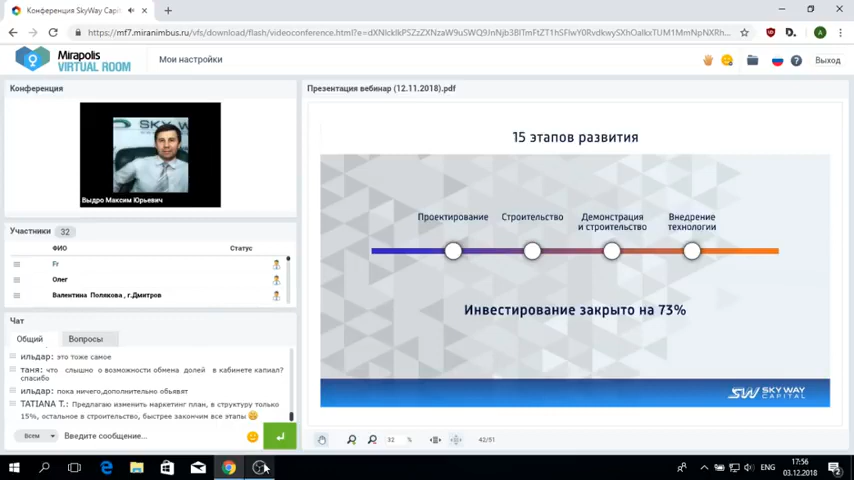 Конференция SkyWay Capi
https://mf7.miranimbus.ru/vfs/download/flash/videoconference.html?e=
Mirapolis
VIRTUAL ROOM
Мои настройки
Выход
Конференция
Презентация вебинар (12.11.2018).pdf
Выдро Максим Юрьевич
15 этапов развития
Проектирование
Строительство
Демонстрация
и строительство
Внедрение
технологии
Инвестирование закрыто на 73%
SKY WAY
CAPITAL
Участники 32
ФИО Статус
Fr
Олег
Валентина Полякова , г.Дмитров
Чат
Общий Вопросы
ильдар: это тоже самое
таня: что слышно о возможности обмена долей в кабинете капиал?
спасибо
ильдар: пока ничего,дополнительно обьявят
TATIANA T.: Предлагаю изменить маркетинг план, в структуру только
15%, остальное в строительство, быстрее закончим все этапы
Всем Введите сообщение...
32 % 42/51
ENG
17:56
03.12.2018
2